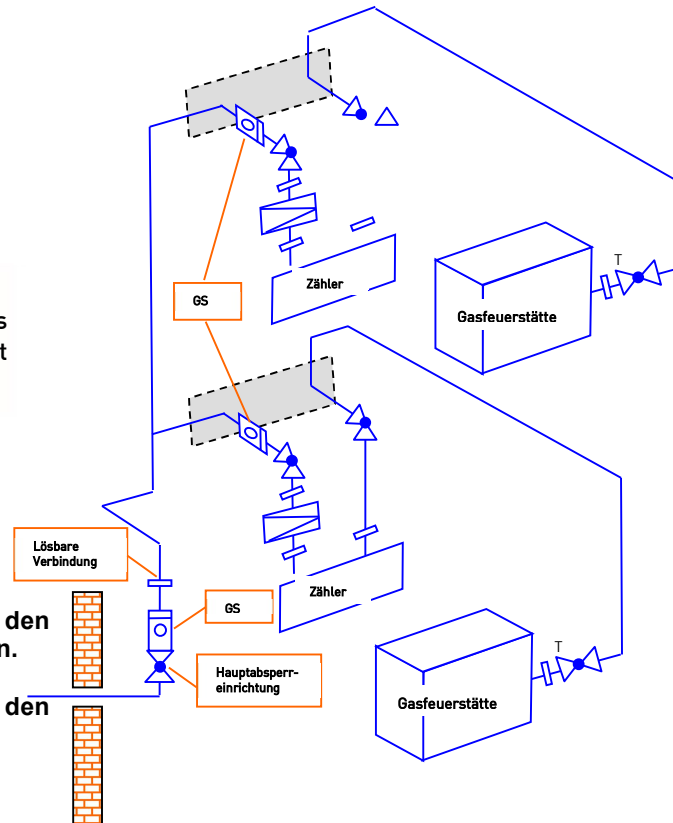 T
Zähler
GS
Gasfeuerstätte
s
t
Lösbare
Verbindung
Zähler
GS
den
n.
T
Hauptabsperr-
einrichtung
den
Gasfeuerstätte